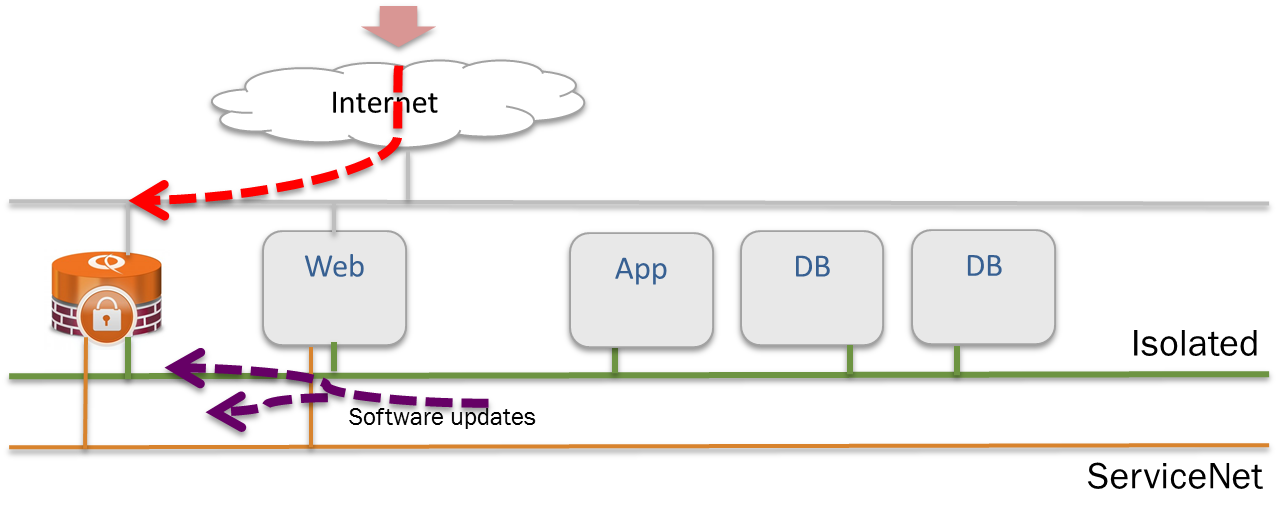 Internet
Web
App
DB
DB
Isolated
Software updates
ServiceNet